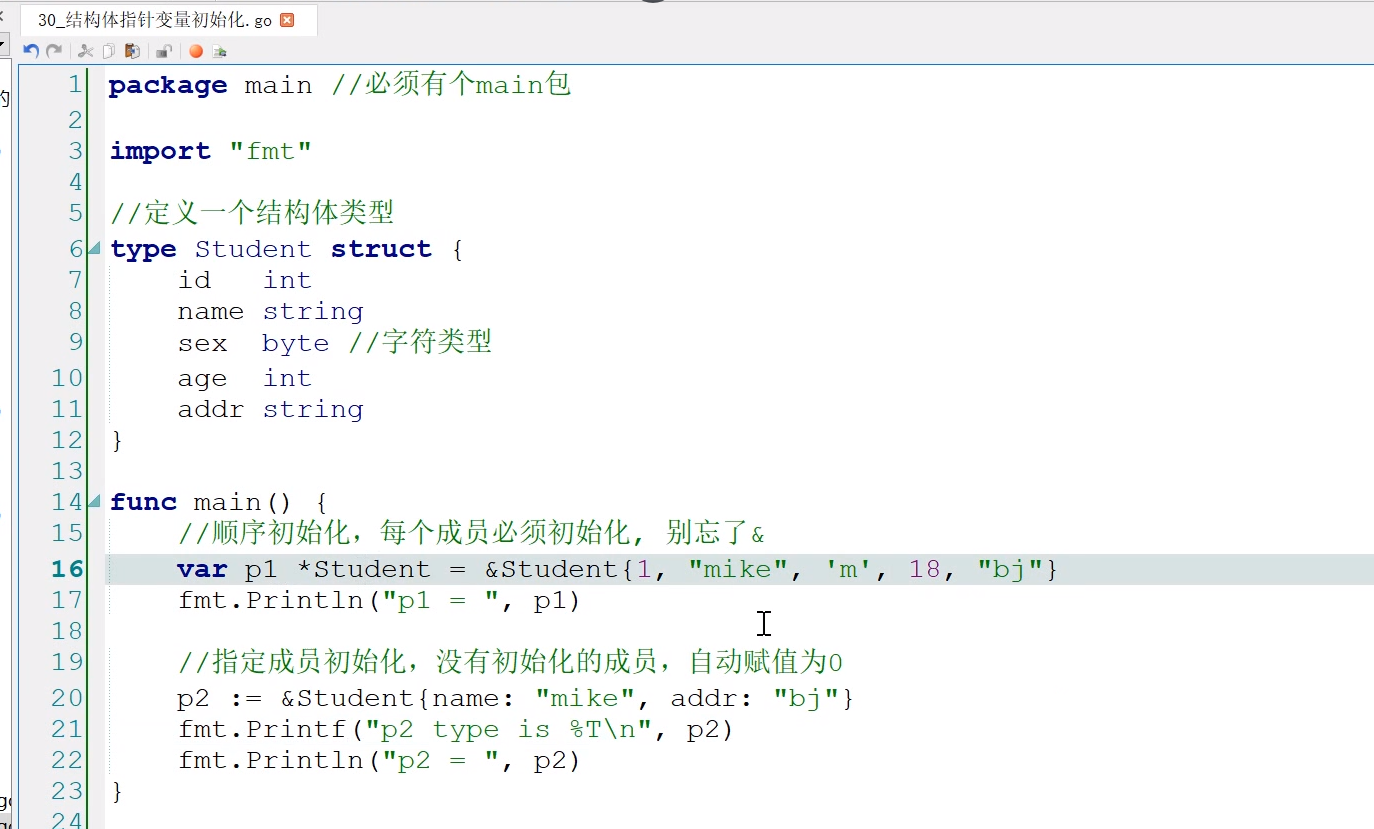 30_结构体指针变量初始化.go
的
1 package main //必须有个main包
2
3 import "fmt"
4
5 //定义一个结构体类型
6 type Student struct {
7 id int
8 name string
9 sex byte //字符类型
10 age int
11 addr string
12 }
13
14 func main() {
15 //顺序初始化，每个成员必须初始化, 别忘了&
16 var p1 *Student = &Student{1, "mike", 'm', 18, "bj"}
17 fmt.Println("p1 = ", p1)
18
19 //指定成员初始化，没有初始化的成员，自动赋值为0
20 p2 := &Student{name: "mike", addr: "bj"}
21 fmt.Printf("p2 type is %T\n", p2)
22 fmt.Println("p2 = ", p2)
23 }
24